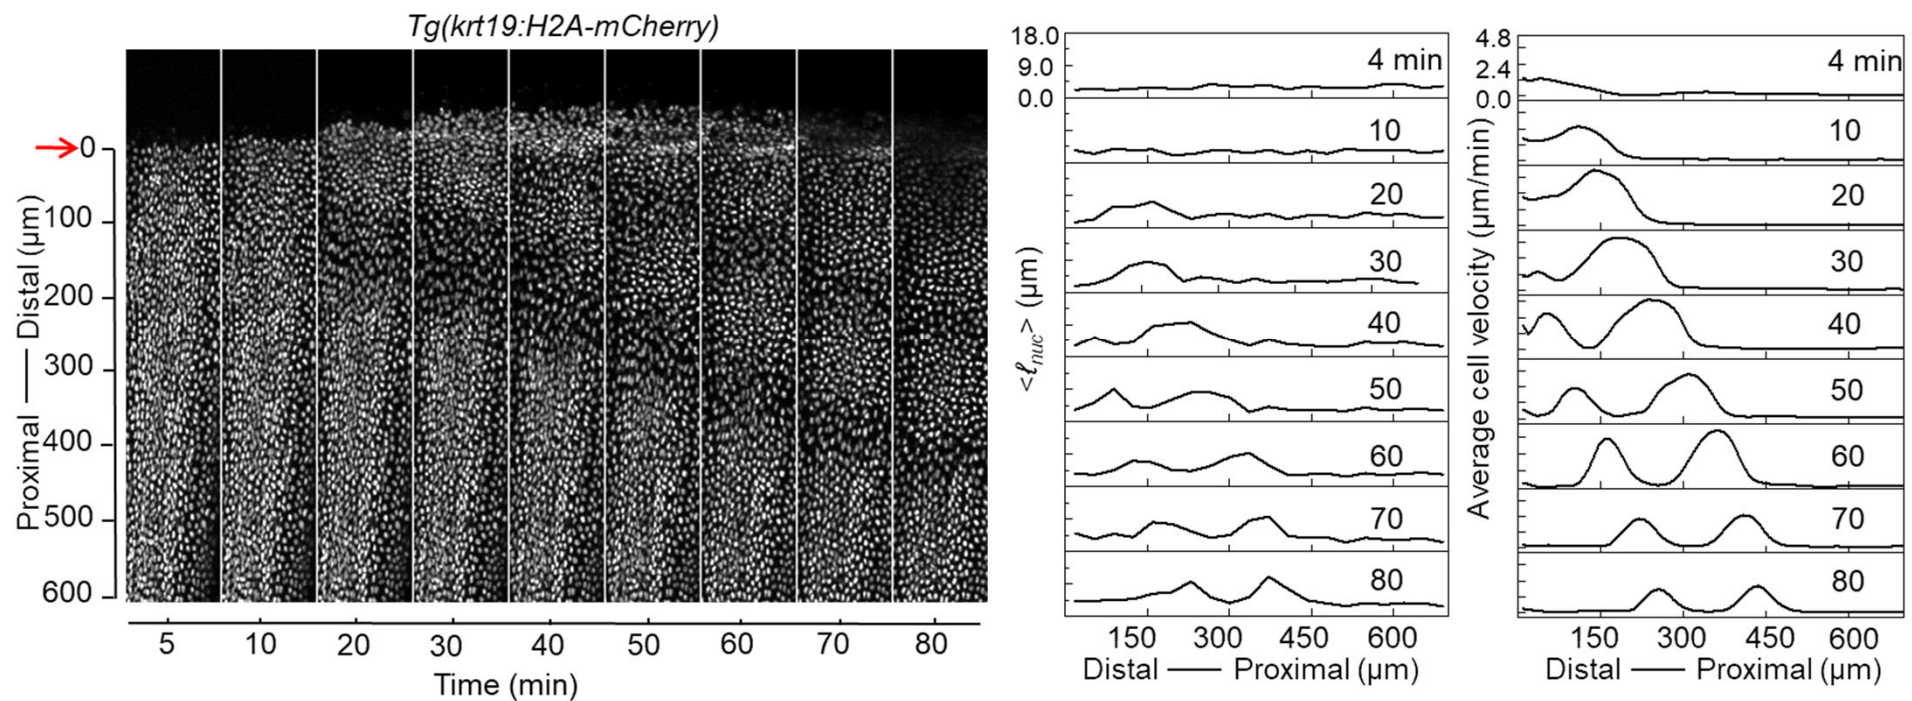 Tg(krt19:H2A-mCherry)
0
100
200
300
400
500
600
Proximal — Distal (µm)
5 10 20 30 40 50 60 70 80
Time (min)
18.0
9.0
0.0
<ℓnuc> (µm)
4 min
10
20
30
40
50
60
70
80
150 300 450 600
Distal — Proximal (µm)
4.8
2.4
0.0
Average cell velocity (µm/min)
4 min
10
20
30
40
50
60
70
80
150 300 450 600
Distal — Proximal (µm)